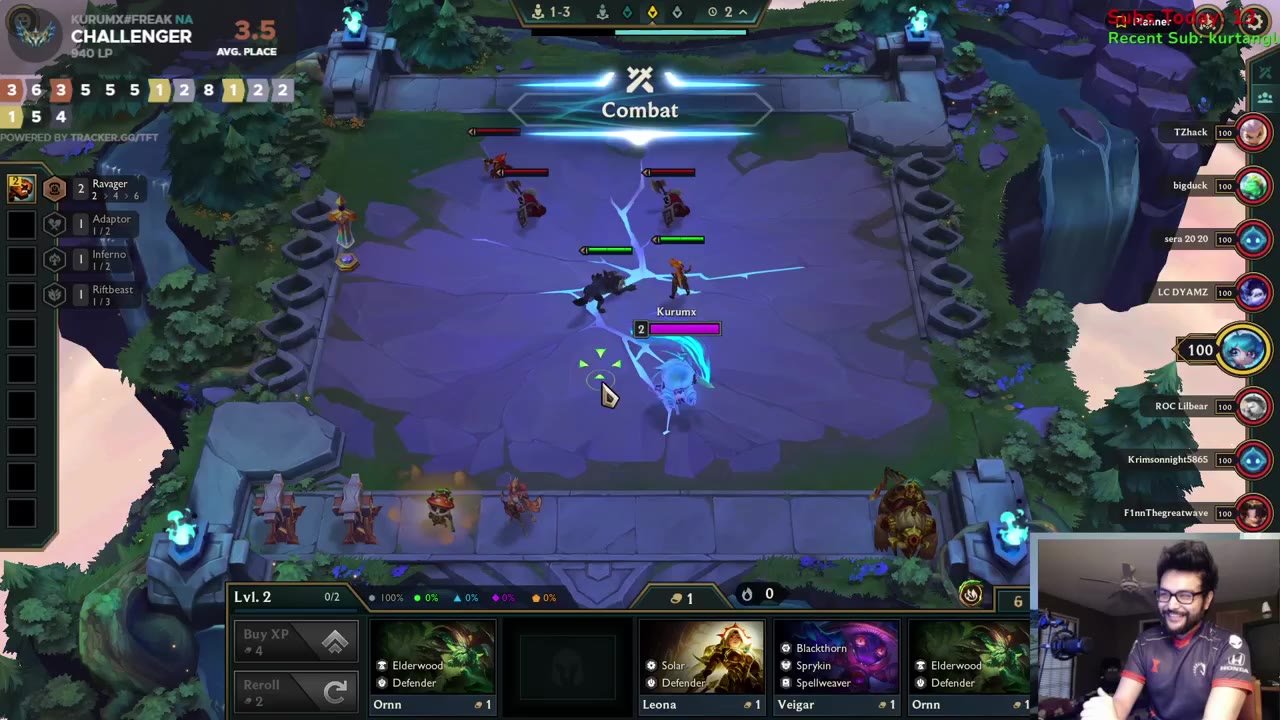 KURUMX#FREAK NA
CHALLENGER
940 LP
3.5
AVG. PLACE
3 6 3 5 5 5 1 2 8 1 2 2
1 5 4
POWERED BY TRACKER.GG/TFT
1-3
2
Planner
Subs Today: 1
Recent Sub: kurtangl
Combat
2 Ravager
2 > 4 > 6
1 Adaptor
1 / 2
1 Inferno
1 / 2
1 Riftbeast
1 / 3
TZhack 100
bigduck 100
sera 20 20 100
LC DYAMZ 100
100
ROC Lilbear 100
Krimsonnight5865 100
F1nnThegreatwave 100
Kurumx
2
Lvl. 2 0/2
100% 0% 0% 0% 0%
1
0
6
Buy XP
4
Reroll
2
Elderwood
Defender
Ornn 1
Solar
Defender
Leona 1
Blackthorn
Sprykin
Spellweaver
Veigar 1
Elderwood
Defender
Ornn 1
HONDA